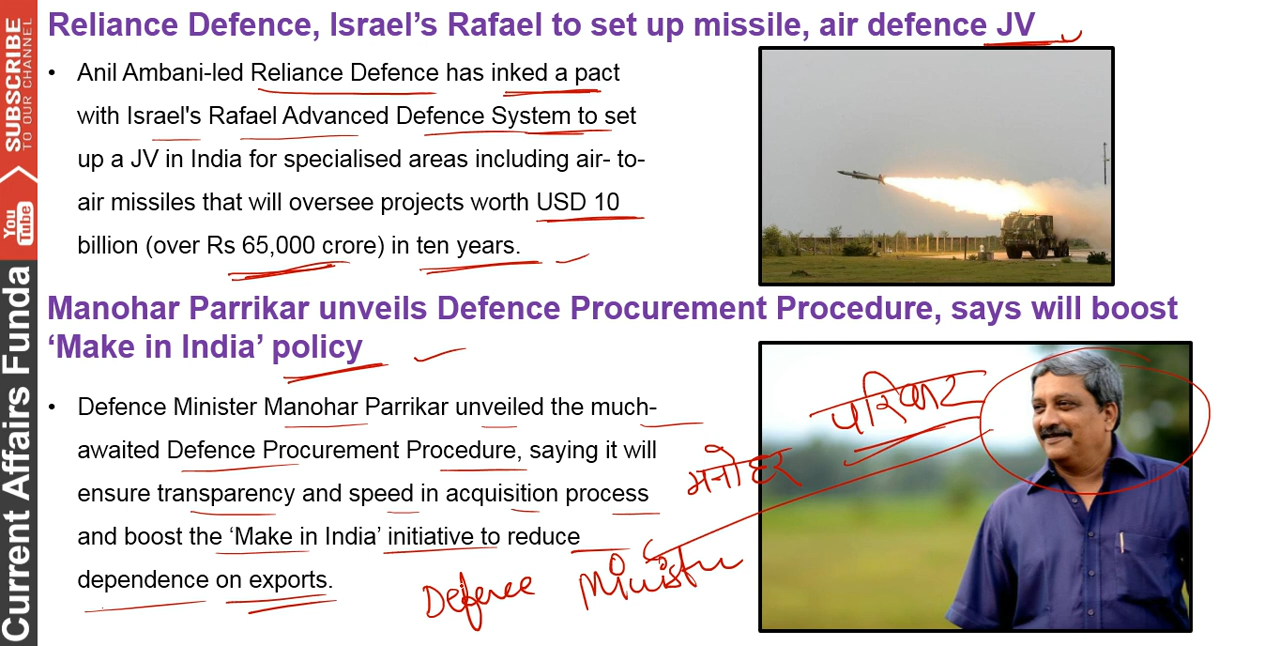 SUBSCRIBE
TO OUR CHANNEL
You
Tube
Current Affairs Funda
Reliance Defence, Israel’s Rafael to set up missile, air defence JV
• Anil Ambani-led Reliance Defence has inked a pact
with Israel's Rafael Advanced Defence System to set
up a JV in India for specialised areas including air- to-
air missiles that will oversee projects worth USD 10
billion (over Rs 65,000 crore) in ten years.
Manohar Parrikar unveils Defence Procurement Procedure, says will boost
‘Make in India’ policy
• Defence Minister Manohar Parrikar unveiled the much-
awaited Defence Procurement Procedure, saying it will
ensure transparency and speed in acquisition process
and boost the ‘Make in India’ initiative to reduce
dependence on exports.
मनोहर परिकार
Defence Minister